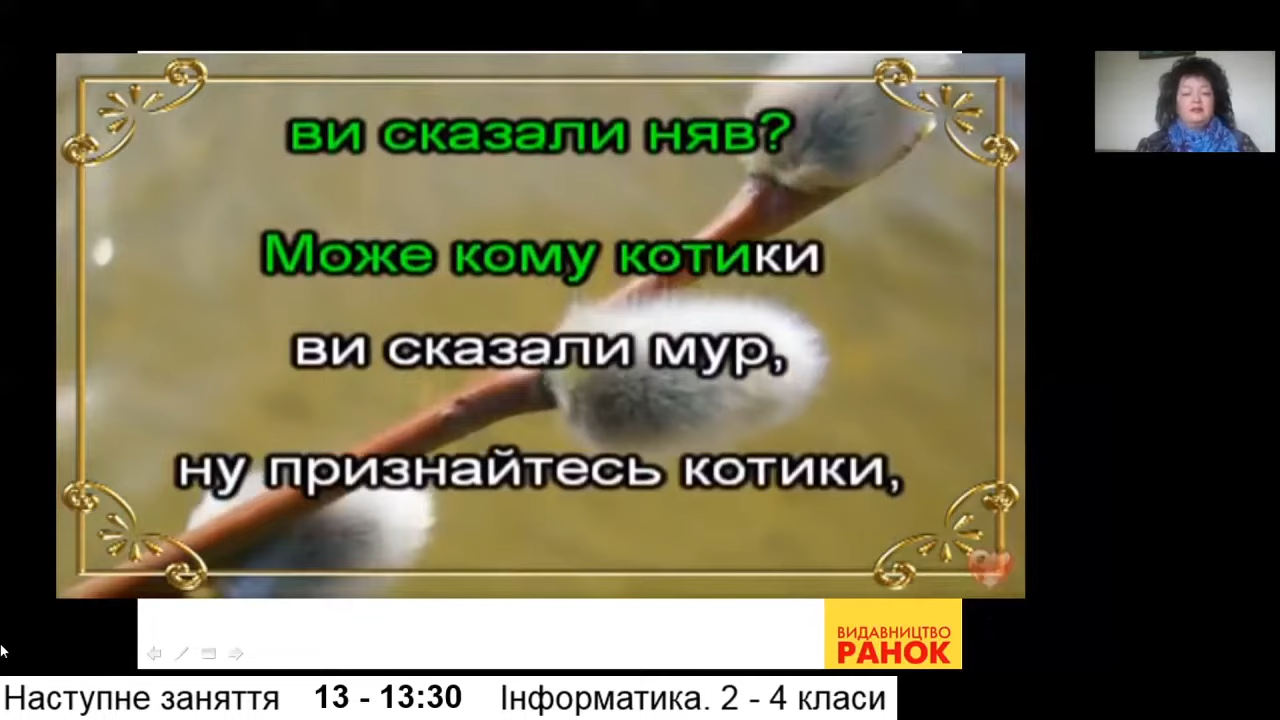 ви сказали няв?
Може кому котики
ви сказали мур,
ну признайтесь котики,
ВИДАВНИЦТВО
РАНОК
Наступне заняття 13 - 13:30 Інформатика. 2 - 4 класи